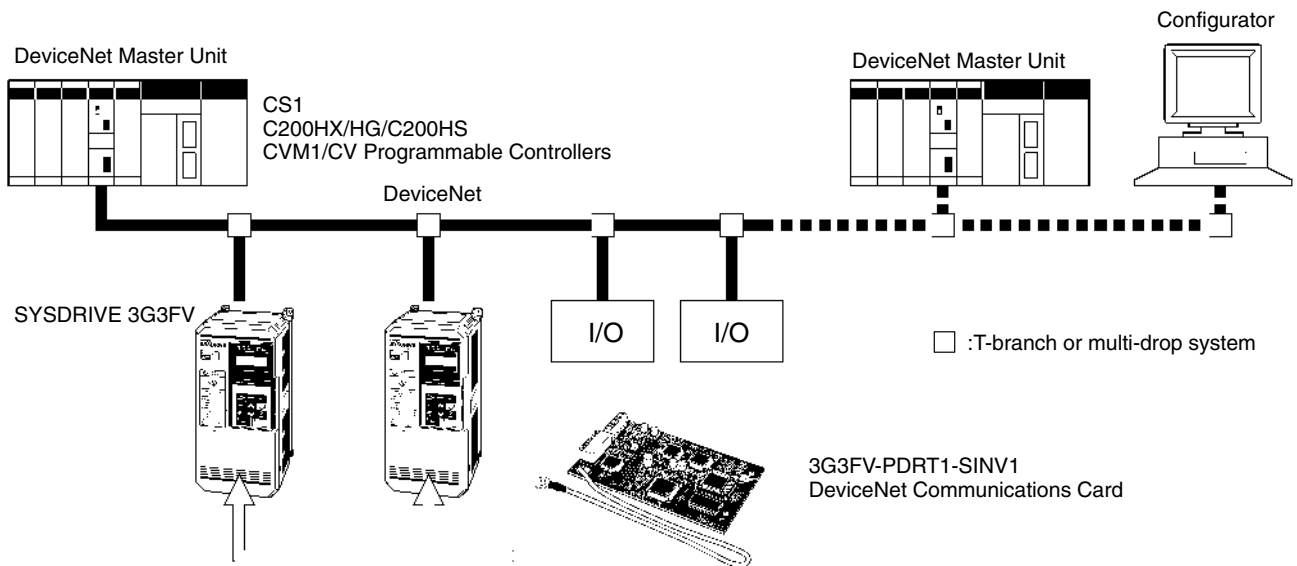 Configurator
DeviceNet Master Unit
DeviceNet Master Unit
CS1
C200HX/HG/C200HS
CVM1/CV Programmable Controllers
DeviceNet
SYSDRIVE 3G3FV
I/O
I/O
:T-branch or multi-drop system
3G3FV-PDRT1-SINV1
DeviceNet Communications Card